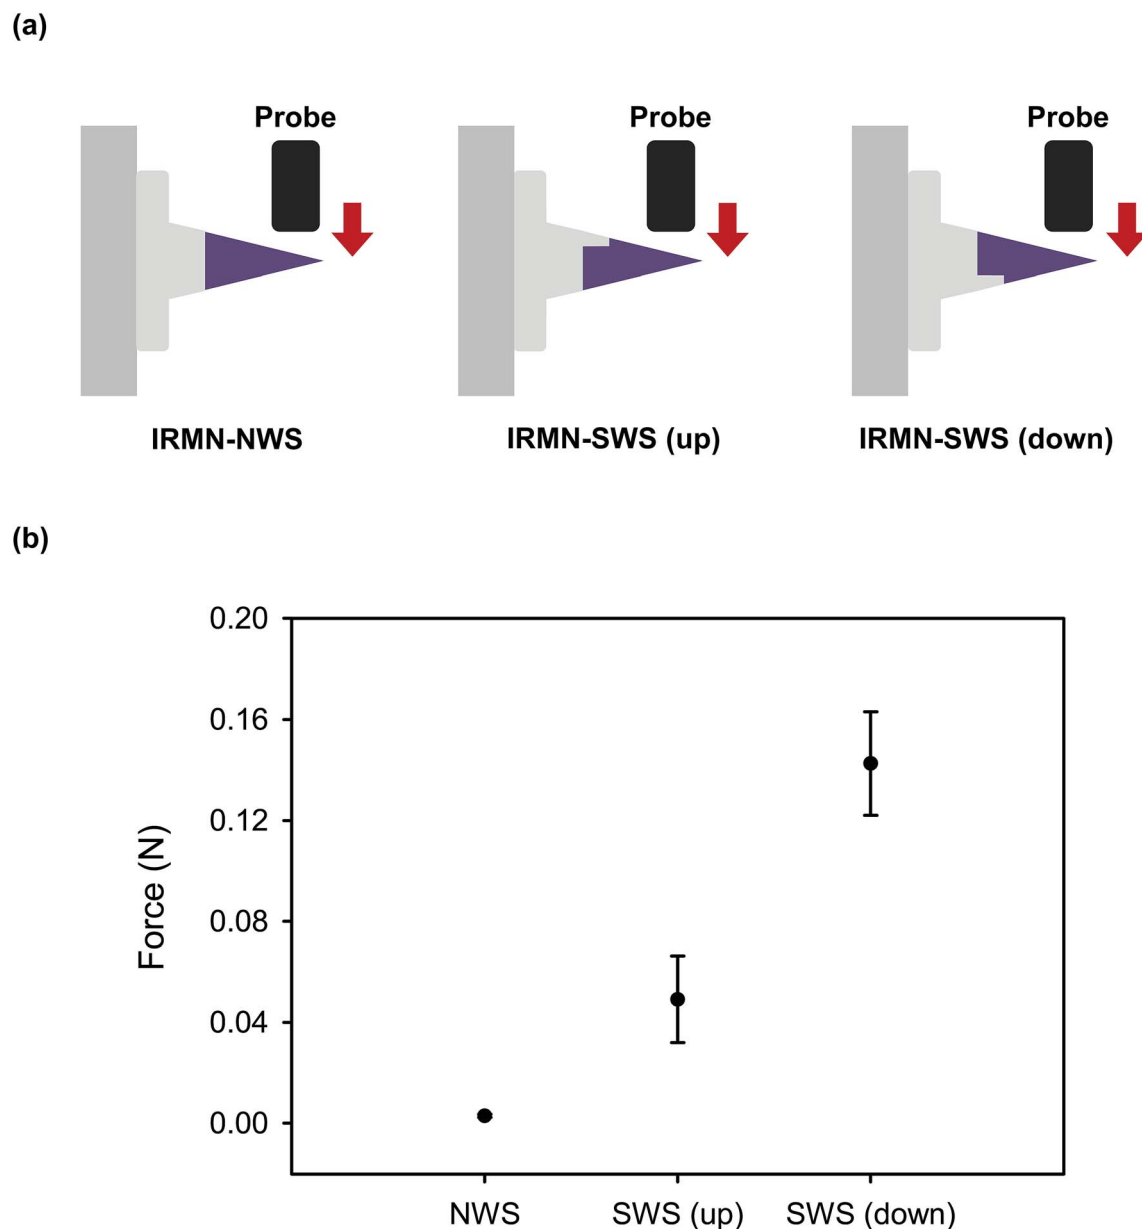 (a)
Probe Probe Probe
IRMN-NWS IRMN-SWS (up) IRMN-SWS (down)
(b)
0.20
0.16
0.12
0.08
0.04
0.00
Force (N)
NWS SWS (up) SWS (down)